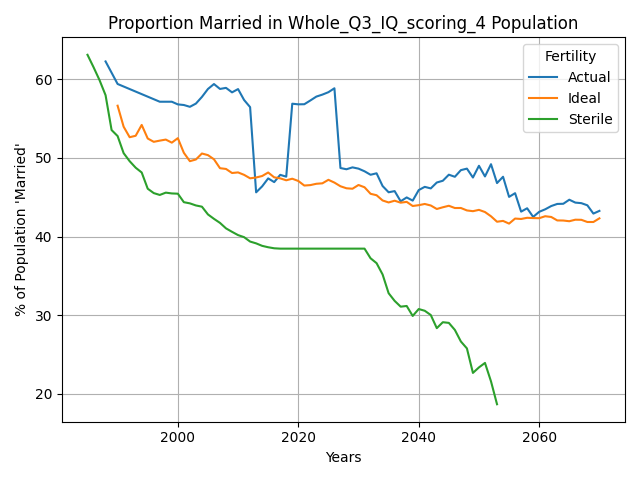 Proportion Married in Whole_Q3_IQ_scoring_4 Population
Fertility
Actual
Ideal
Sterile
% of Population 'Married'
60
50
40
30
20
2000
2020
2040
2060
Years